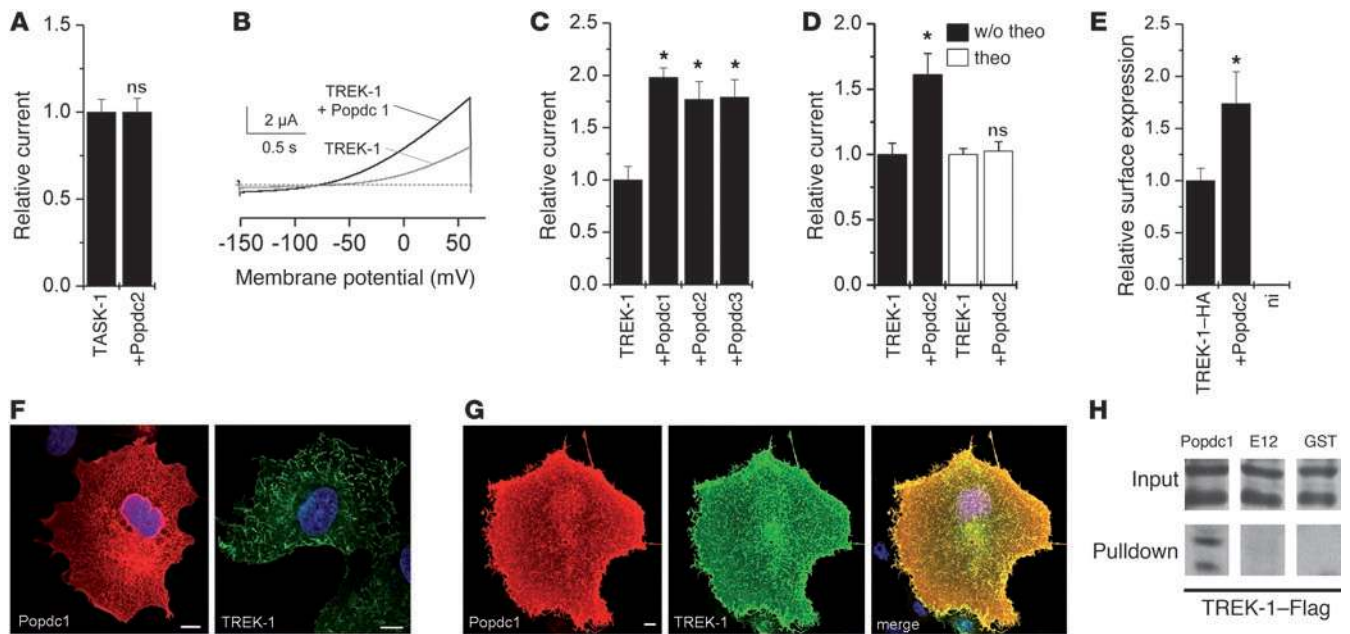 A
Relative current
1.5
1.0
0.5
0.0
ns
TASK-1
+Popdc2
B
TREK-1
+ Popdc 1
2 µA
0.5 s
TREK-1
-150
-100
-50
0
50
Membrane potential (mV)
C
Relative current
2.5
2.0
1.5
1.0
0.5
0.0
*
*
*
TREK-1
+Popdc1
+Popdc2
+Popdc3
D
Relative current
2.0
1.5
1.0
0.5
0.0
*
w/o theo
theo
ns
TREK-1
+Popdc2
TREK-1
+Popdc2
E
Relative surface expression
2.5
2.0
1.5
1.0
0.5
0.0
*
TREK-1–HA
+Popdc2
ni
F
Popdc1
TREK-1
G
Popdc1
TREK-1
merge
H
Popdc1 E12 GST
Input
Pulldown
TREK-1–Flag